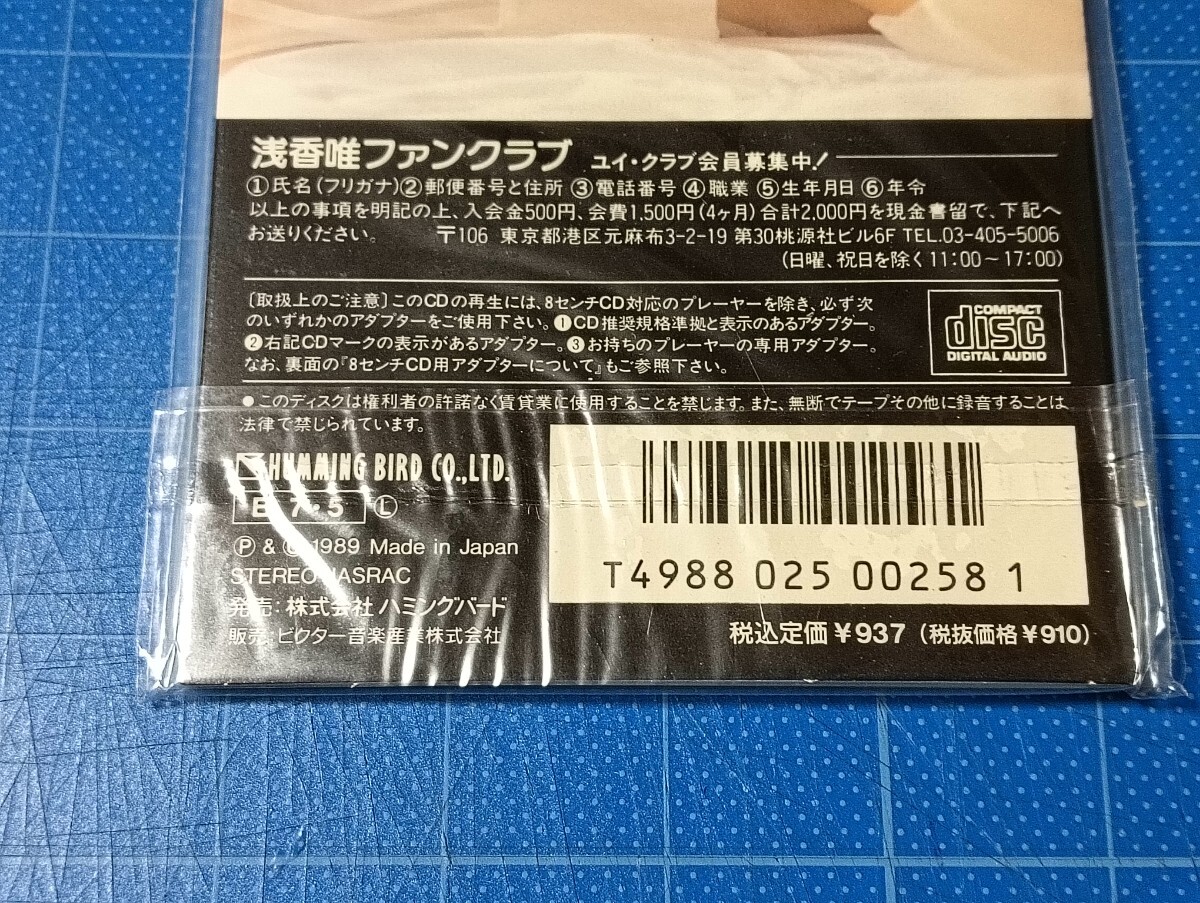 浅香唯ファンクラブ ユイ・クラブ会員募集中!
①氏名(フリガナ)②郵便番号と住所 ③電話番号 ④職業 ⑤生年月日 ⑥年令
以上の事項を明記の上、入会金500円、会費1,500円(4ヶ月)合計2,000円を現金書留で、下記へ
お送りください。 〒106 東京都港区元麻布3-2-19 第30桃源社ビル6F TEL.03-405-5006
(日曜、祝日を除く11:00~17:00)
〔取扱上のご注意〕このCDの再生には、8センチCD対応のプレーヤーを除き、必ず次
のいずれかのアダプターをご使用下さい。❶CD推奨規格準拠と表示のあるアダプター。
❷右記CDマークの表示があるアダプター。❸お持ちのプレーヤーの専用アダプター。
なお、裏面の『8センチCD用アダプターについて』もご参照下さい。
COMPACT
disc
DIGITAL AUDIO
●このディスクは権利者の許諾なく賃貸業に使用することを禁じます。また、無断でテープその他に録音することは
法律で禁じられています。
HUMMING BIRD CO.,LTD.
E・7・5 Ⓛ
Ⓟ & Ⓒ 1989 Made in Japan
STEREO JASRAC
発売:株式会社 ハミングバード
販売:ビクター音楽産業株式会社
T4988 025 00258 1
税込定価¥937(税抜価格¥910)